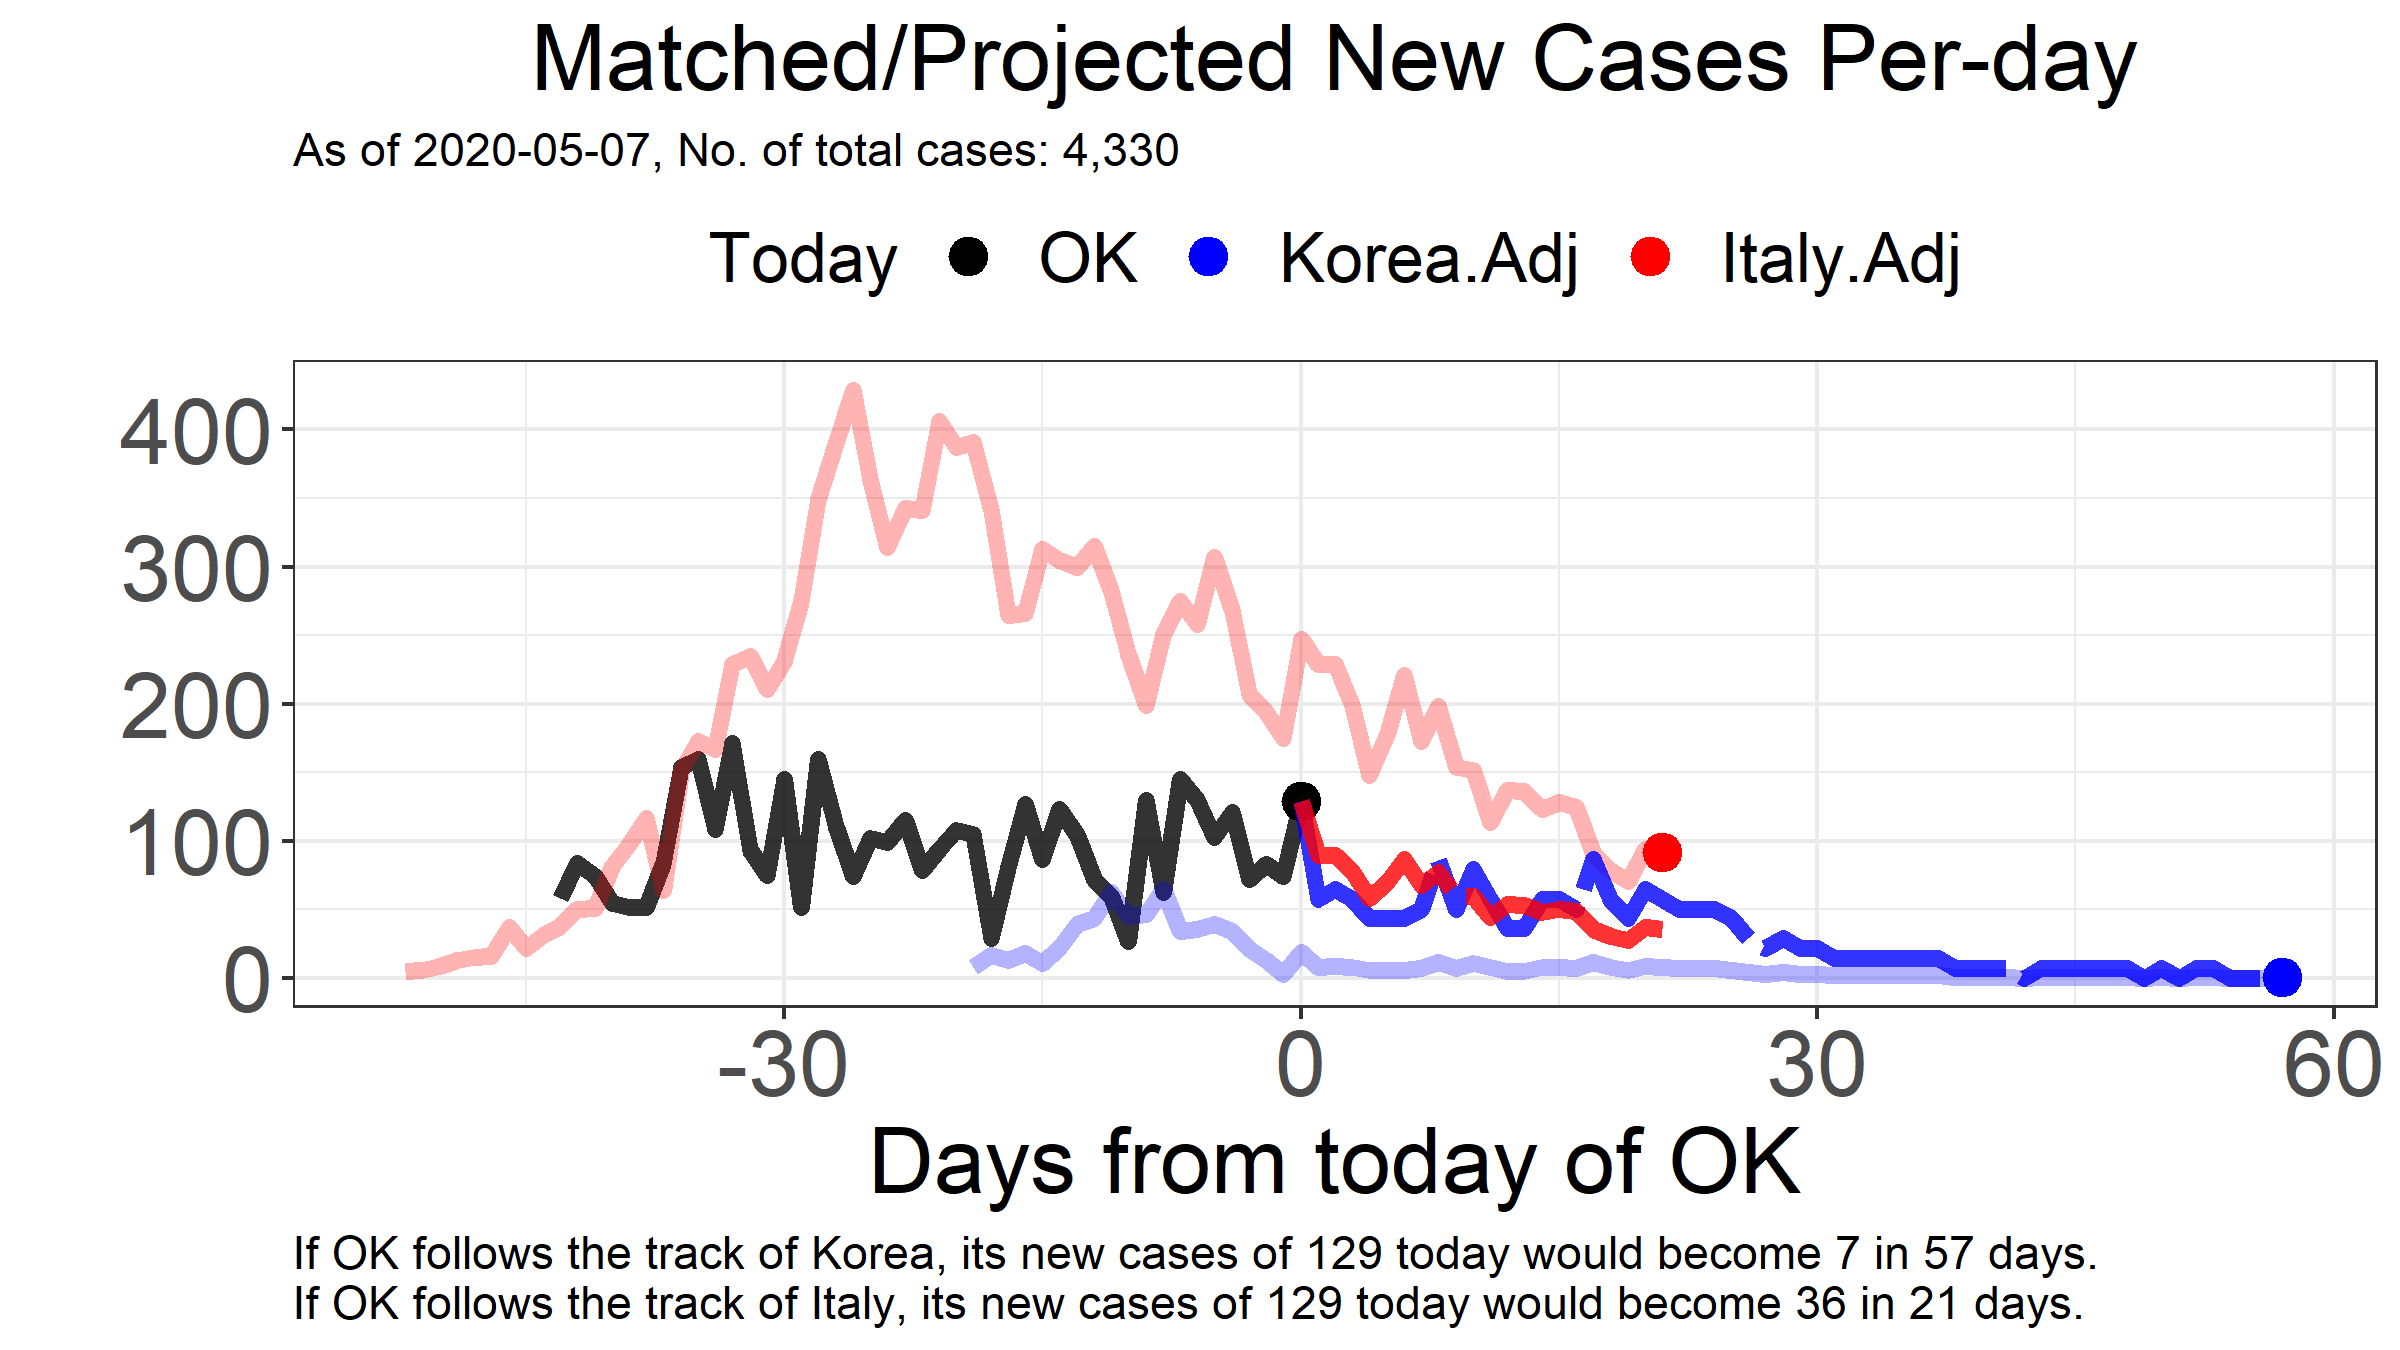 Matched/Projected New Cases Per-day
As of 2020-05-07, No. of total cases: 4,330
Today OK Korea.Adj Italy.Adj
400
300
200
100
0
-30 0 30 60
Days from today of OK
If OK follows the track of Korea, its new cases of 129 today would become 7 in 57 days.
If OK follows the track of Italy, its new cases of 129 today would become 36 in 21 days.